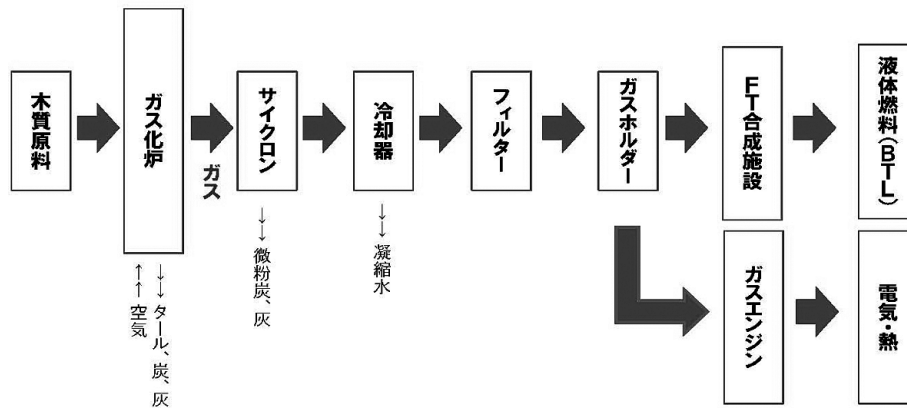 木質原料
ガス化炉
ガス
サイクロン
冷却器
フィルター
ガスホルダー
FT合成施設
液体燃料(BTL)
→→タール、炭、灰
←←空気
→→微粉炭、灰
→→凝縮水
ガスエンジン
電気・熱